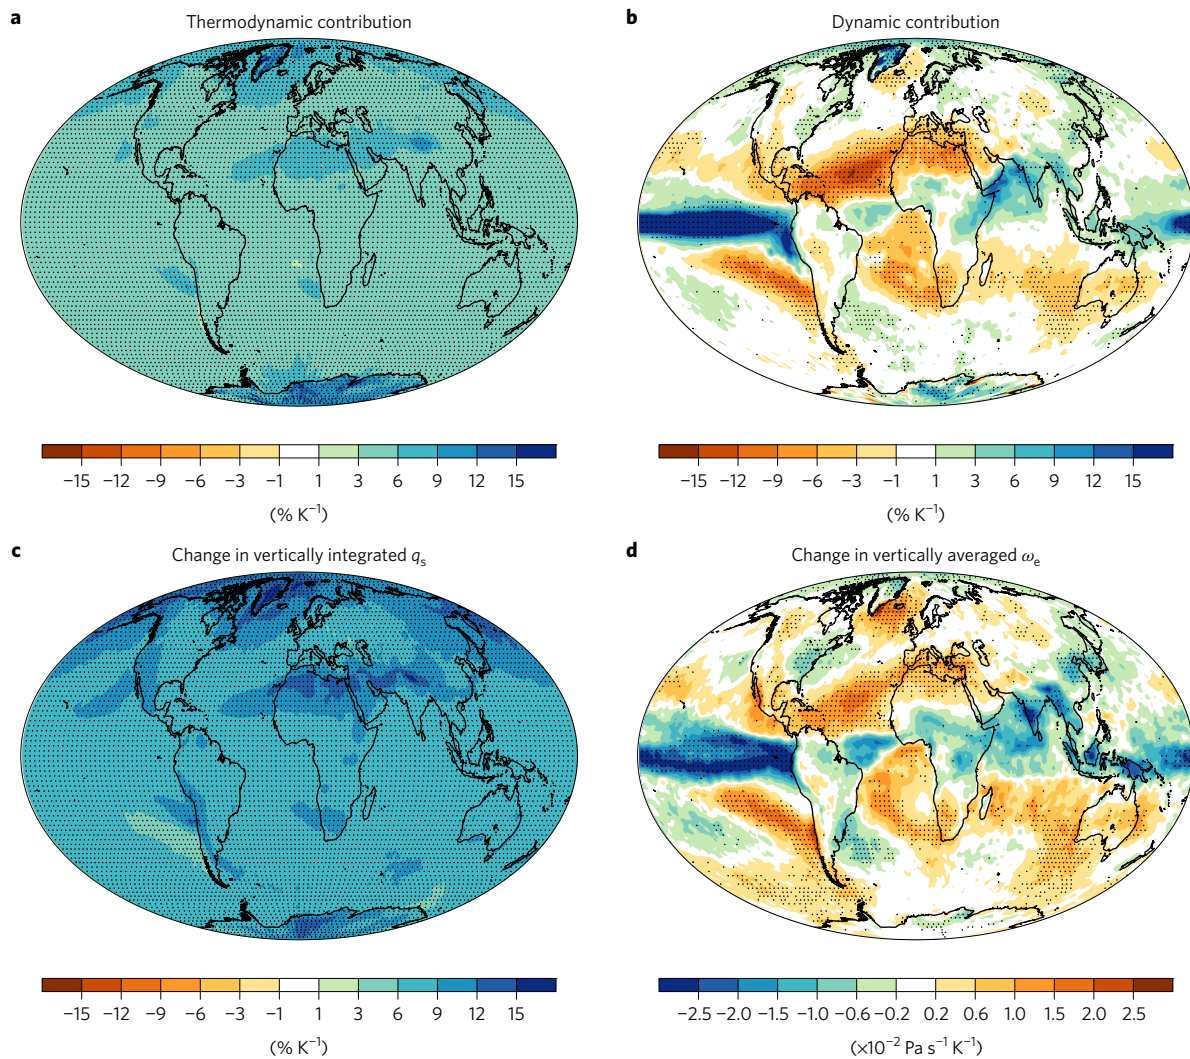 a Thermodynamic contribution
b Dynamic contribution
−15 −12 −9 −6 −3 −1 1 3 6 9 12 15
(% K⁻¹)
−15 −12 −9 −6 −3 −1 1 3 6 9 12 15
(% K⁻¹)
c Change in vertically integrated qₛ
d Change in vertically averaged ωₑ
−15 −12 −9 −6 −3 −1 1 3 6 9 12 15
(% K⁻¹)
−2.5 −2.0 −1.5 −1.0 −0.6 −0.2 0.2 0.6 1.0 1.5 2.0 2.5
(×10⁻² Pa s⁻¹ K⁻¹)